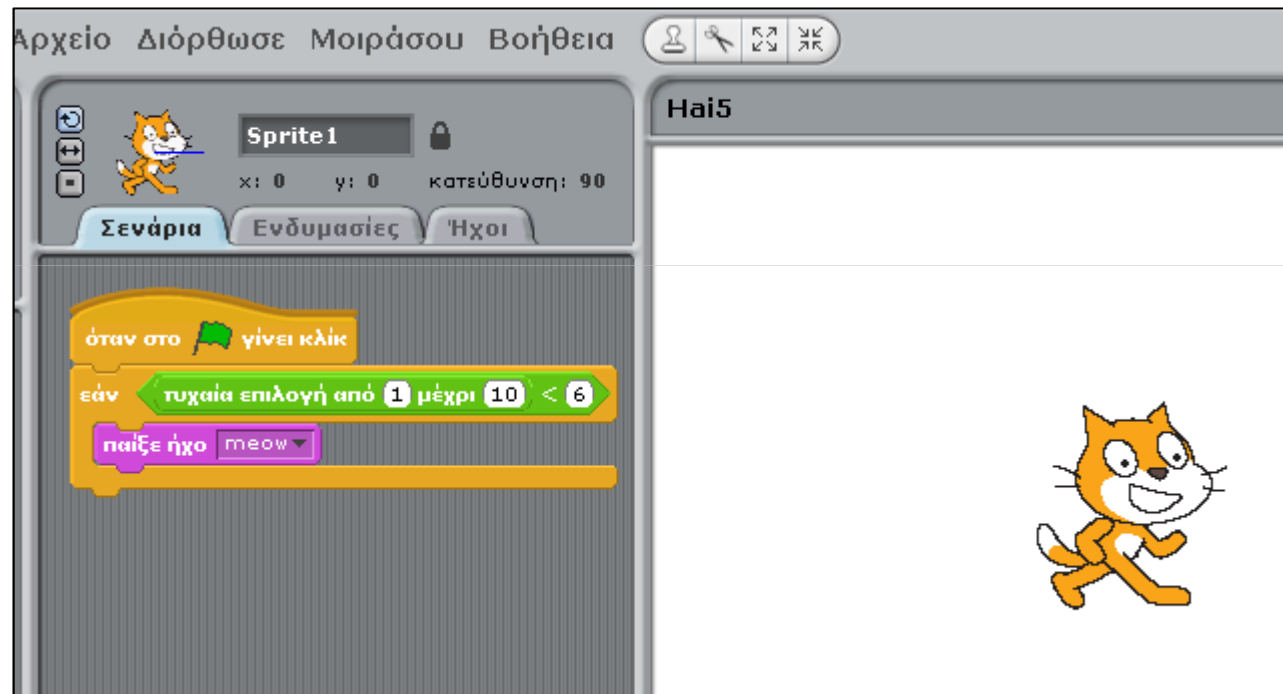 Αρχείο Διόρθωσε Μοιράσου Βοήθεια
Sprite1
x: 0 y: 0 κατεύθυνση: 90
Σενάρια Ενδυμασίες Ήχοι
Hai5
όταν στο γίνει κλίκ
εάν τυχαία επιλογή από 1 μέχρι 10 < 6
παίξε ήχο meow